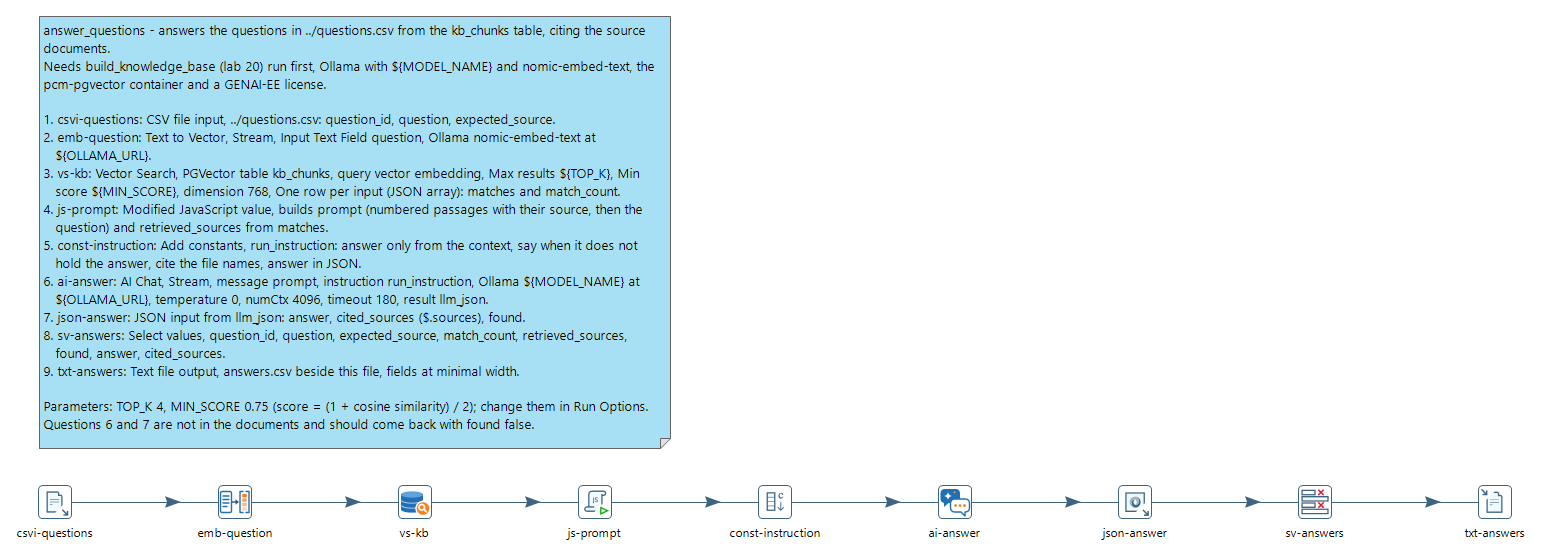 answer_questions - answers the questions in ../questions.csv from the kb_chunks table, citing the source
documents.
Needs build_knowledge_base (lab 20) run first, Ollama with ${MODEL_NAME} and nomic-embed-text, the
pcm-pgvector container and a GENAI-EE license.

1. csvi-questions: CSV file input, ../questions.csv: question_id, question, expected_source.
2. emb-question: Text to Vector, Stream, Input Text Field question, Ollama nomic-embed-text at
${OLLAMA_URL}.
3. vs-kb: Vector Search, PGVector table kb_chunks, query vector embedding, Max results ${TOP_K}, Min
score ${MIN_SCORE}, dimension 768, One row per input (JSON array): matches and match_count.
4. js-prompt: Modified JavaScript value, builds prompt (numbered passages with their source, then the
question) and retrieved_sources from matches.
5. const-instruction: Add constants, run_instruction: answer only from the context, say when it does not
hold the answer, cite the file names, answer in JSON.
6. ai-answer: AI Chat, Stream, message prompt, instruction run_instruction, Ollama ${MODEL_NAME} at
${OLLAMA_URL}, temperature 0, numCtx 4096, timeout 180, result llm_json.
7. json-answer: JSON input from llm_json: answer, cited_sources ($.sources), found.
8. sv-answers: Select values, question_id, question, expected_source, match_count, retrieved_sources,
found, answer, cited_sources.
9. txt-answers: Text file output, answers.csv beside this file, fields at minimal width.

Parameters: TOP_K 4, MIN_SCORE 0.75 (score = (1 + cosine similarity) / 2); change them in Run Options.
Questions 6 and 7 are not in the documents and should come back with found false.

csvi-questions
emb-question
vs-kb
js-prompt
const-instruction
ai-answer
json-answer
sv-answers
txt-answers